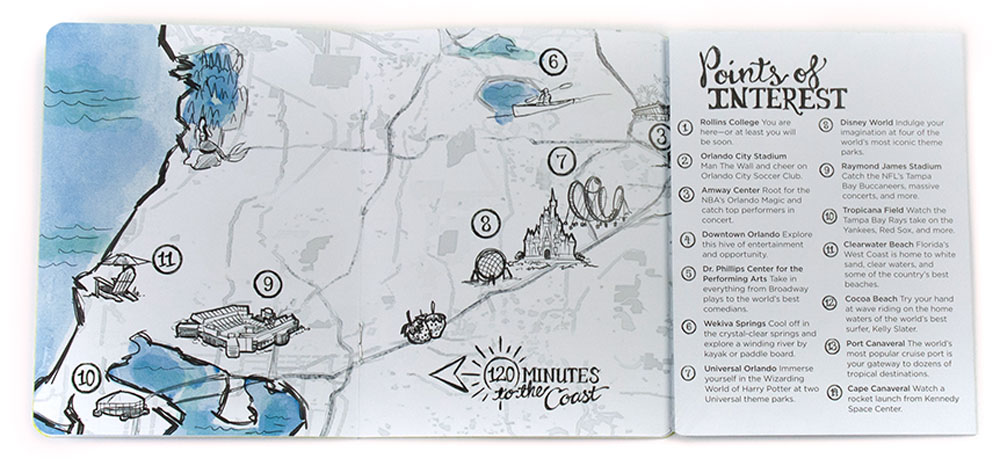 6
3
7
8
11
9
10
120 MINUTES
to the
Coast
Points of
INTEREST
1 Rollins College You are
here—or at least you will
be soon.
2 Orlando City Stadium
Man The Wall and cheer on
Orlando City Soccer Club.
3 Amway Center Root for the
NBA's Orlando Magic and
catch top performers in
concert.
4 Downtown Orlando Explore
this hive of entertainment
and opportunity.
5 Dr. Phillips Center for the
Performing Arts Take in
everything from Broadway
plays to the world's best
comedians.
6 Wekiva Springs Cool off in
the crystal-clear springs and
explore a winding river by
kayak or paddle board.
7 Universal Orlando Immerse
yourself in the Wizarding
World of Harry Potter at two
Universal theme parks.
8 Disney World Indulge your
imagination at four of the
world's most iconic theme
parks.
9 Raymond James Stadium
Catch the NFL's Tampa
Bay Buccaneers, massive
concerts, and more.
10 Tropicana Field Watch the
Tampa Bay Rays take on the
Yankees, Red Sox, and more.
11 Clearwater Beach Florida's
West Coast is home to white
sand, clear waters, and
some of the country's best
beaches.
12 Cocoa Beach Try your hand
at wave riding on the home
waters of the world's best
surfer, Kelly Slater.
13 Port Canaveral The world's
most popular cruise port is
your gateway to dozens of
tropical destinations.
14 Cape Canaveral Watch a
rocket launch from Kennedy
Space Center.